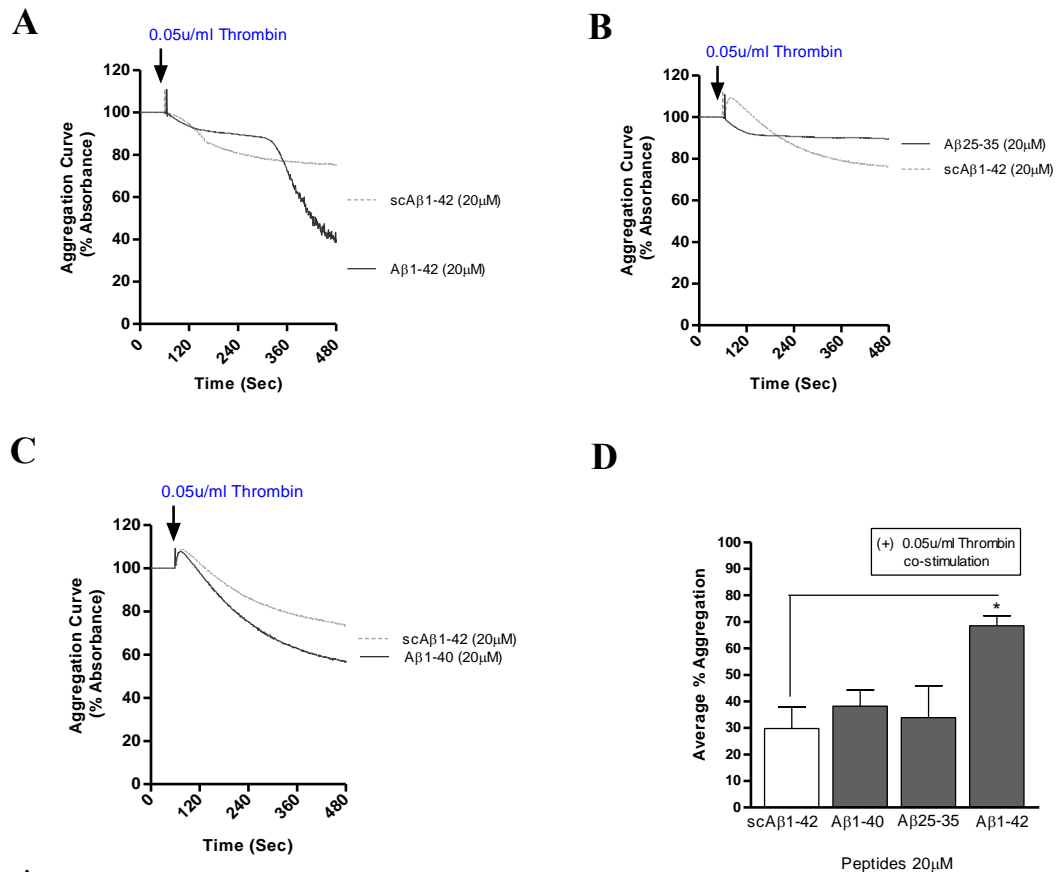 A
0.05u/ml Thrombin
Aggregation Curve
(% Absorbance)
120
100
80
60
40
20
0
0
120
240
360
480
Time (Sec)
scAβ1-42 (20μM)
Aβ1-42 (20μM)
B
0.05u/ml Thrombin
Aggregation Curve
(% Absorbance)
120
100
80
60
40
20
0
0
120
240
360
480
Time (Sec)
Aβ25-35 (20μM)
scAβ1-42 (20μM)
C
0.05u/ml Thrombin
Aggregation Curve
(% Absorbance)
120
100
80
60
40
20
0
0
120
240
360
480
Time (Sec)
scAβ1-42 (20μM)
Aβ1-40 (20μM)
D
(+) 0.05u/ml Thrombin
co-stimulation
Average % Aggregation
100
90
80
70
60
50
40
30
20
10
0
*
scAβ1-42 Aβ1-40 Aβ25-35 Aβ1-42
Peptides 20μM